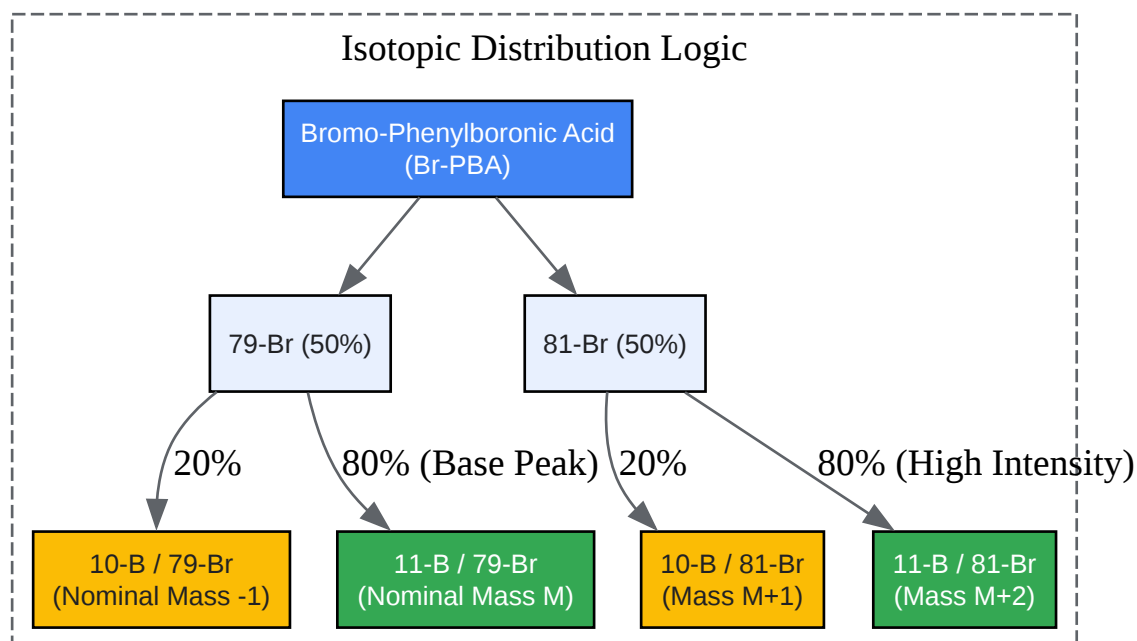 Isotopic Distribution Logic
Bromo-Phenylboronic Acid
(Br-PBA)
79-Br (50%)
81-Br (50%)
20%
80% (Base Peak)
20%
80% (High Intensity)
10-B / 79-Br
(Nominal Mass -1)
11-B / 79-Br
(Nominal Mass M)
10-B / 81-Br
(Mass M+1)
11-B / 81-Br
(Mass M+2)